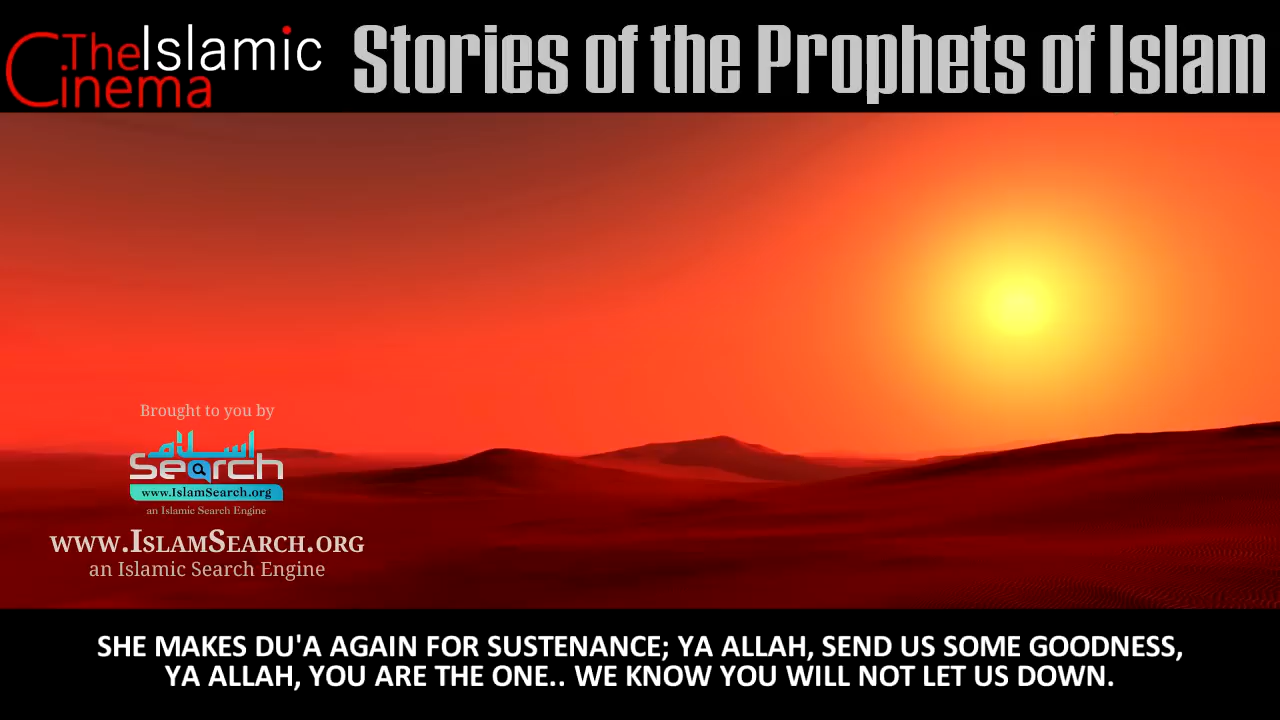 The Islamic
Cinema
Stories of the Prophets of Islam
Brought to you by
اسلام
search
www.IslamSearch.org
an Islamic Search Engine
www.IslamSearch.org
an Islamic Search Engine
SHE MAKES DU'A AGAIN FOR SUSTENANCE; YA ALLAH, SEND US SOME GOODNESS,
YA ALLAH, YOU ARE THE ONE.. WE KNOW YOU WILL NOT LET US DOWN.